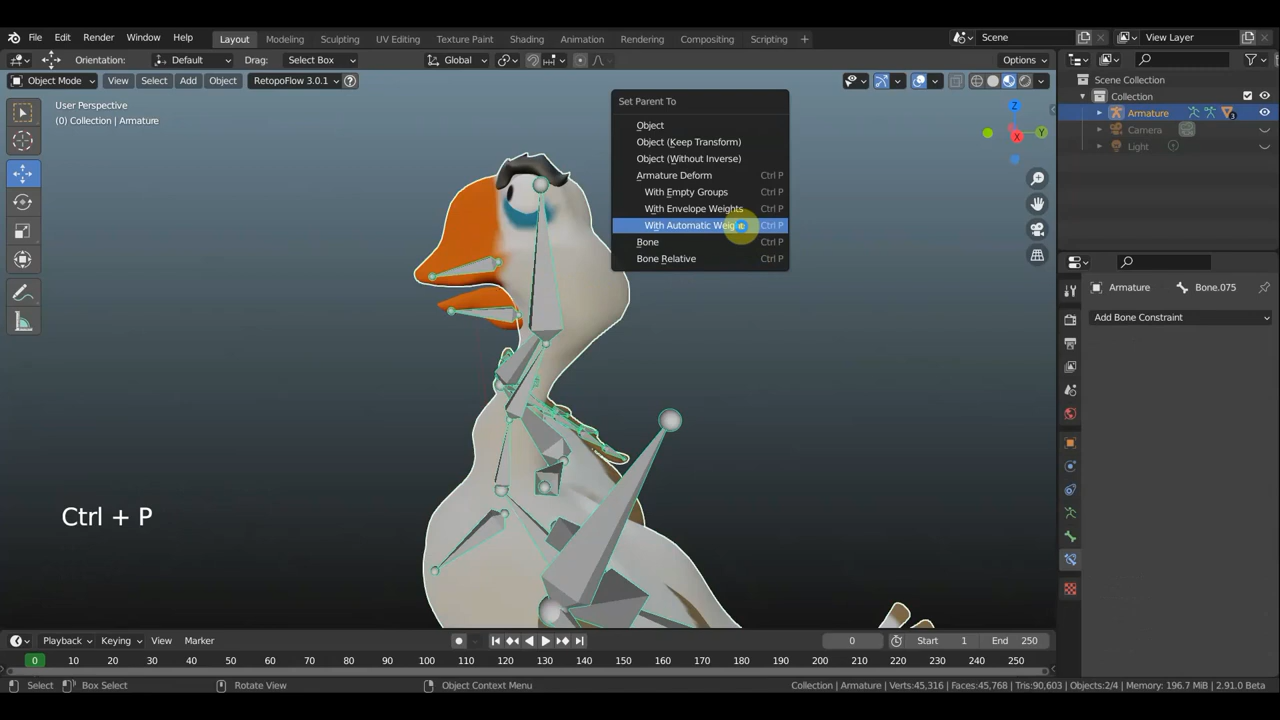 File Edit Render Window Help Layout Modeling Sculpting UV Editing Texture Paint Shading Animation Rendering Compositing Scripting + Scene View Layer
Orientation: Default Drag: Select Box Global Options
Object Mode View Select Add Object RetopoFlow 3.0.1
User Perspective
(0) Collection | Armature
Set Parent To
Object
Object (Keep Transform)
Object (Without Inverse)
Armature Deform Ctrl P
With Empty Groups Ctrl P
With Envelope Weights Ctrl P
With Automatic Ctrl P
Bone Ctrl P
Bone Relative Ctrl P
Z
Y
X
Scene Collection
Collection
Armature 3
Camera
Light
Armature Bone.075
Add Bone Constraint
Ctrl + P
Playback Keying View Marker 0 Start 1 End 250
0 10 20 30 40 50 60 70 80 90 100 110 120 130 140 150 160 170 180 190 200 210 220 230 240 250
Select Box Select Rotate View Object Context Menu Collection | Armature | Verts:45,316 | Faces:45,768 | Tris:90,603 | Objects:2/4 | Memory: 196.7 MiB | 2.91.0 Beta